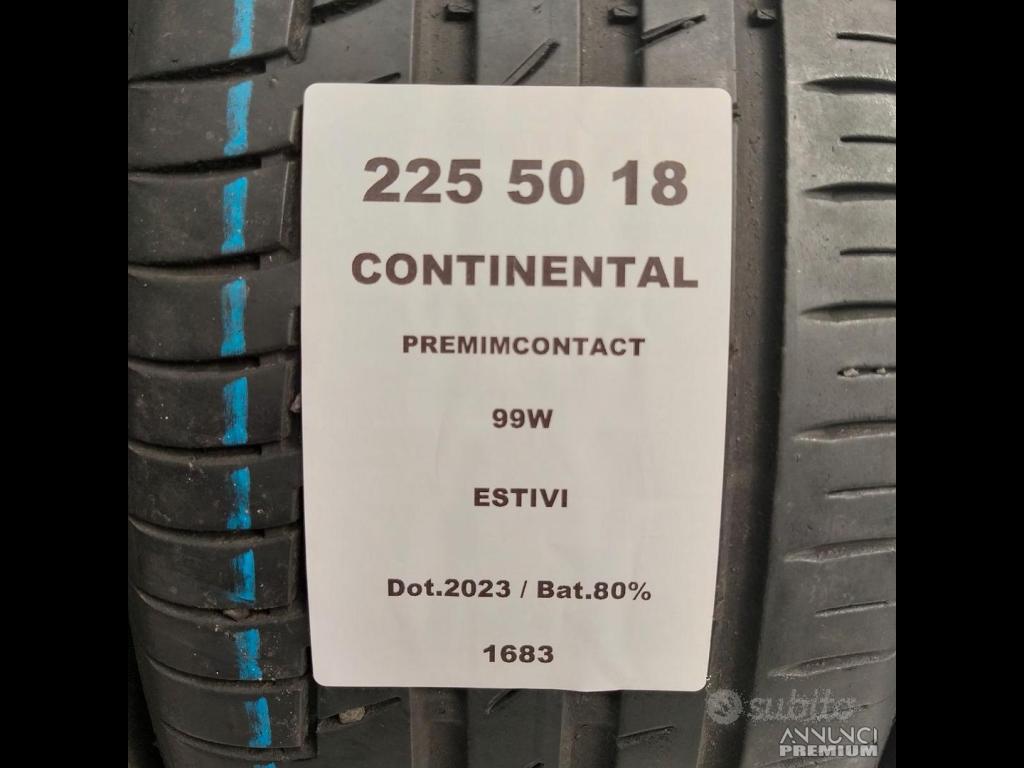 225 50 18
CONTINENTAL
PREMIMCONTACT
99W
ESTIVI
Dot.2023 / Bat.80%
1683
subito
ANNUNCI
PREMIUM